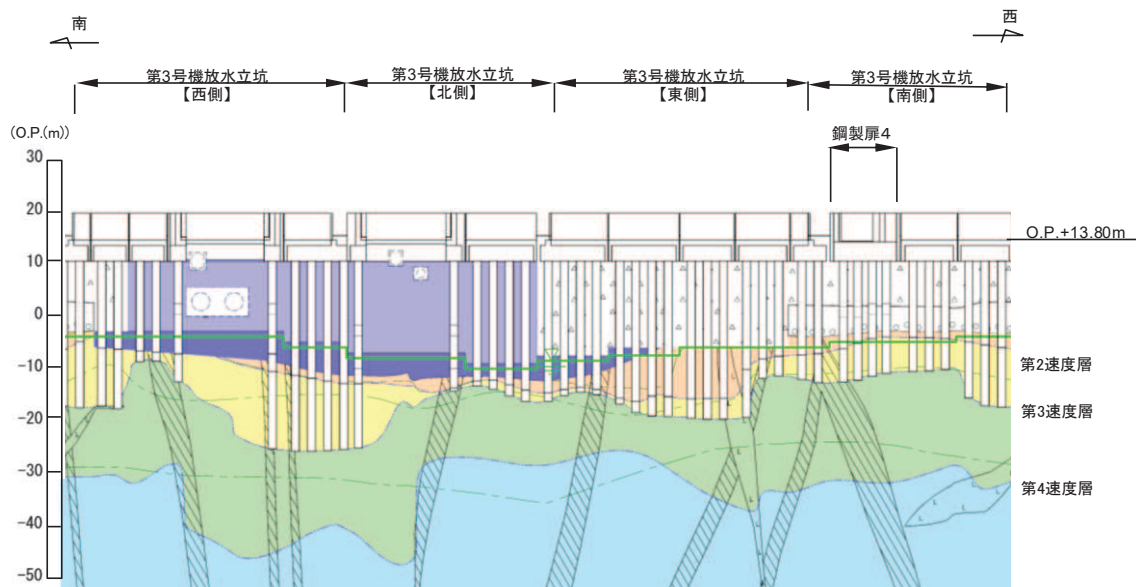 南
西
第3号機放水立坑
【西側】
第3号機放水立坑
【北側】
第3号機放水立坑
【東側】
第3号機放水立坑
【南側】
鋼製扉4
(O.P.(m))
30
20
10
0
-10
-20
-30
-40
-50
O.P.+13.80m
第2速度層
第3速度層
第4速度層